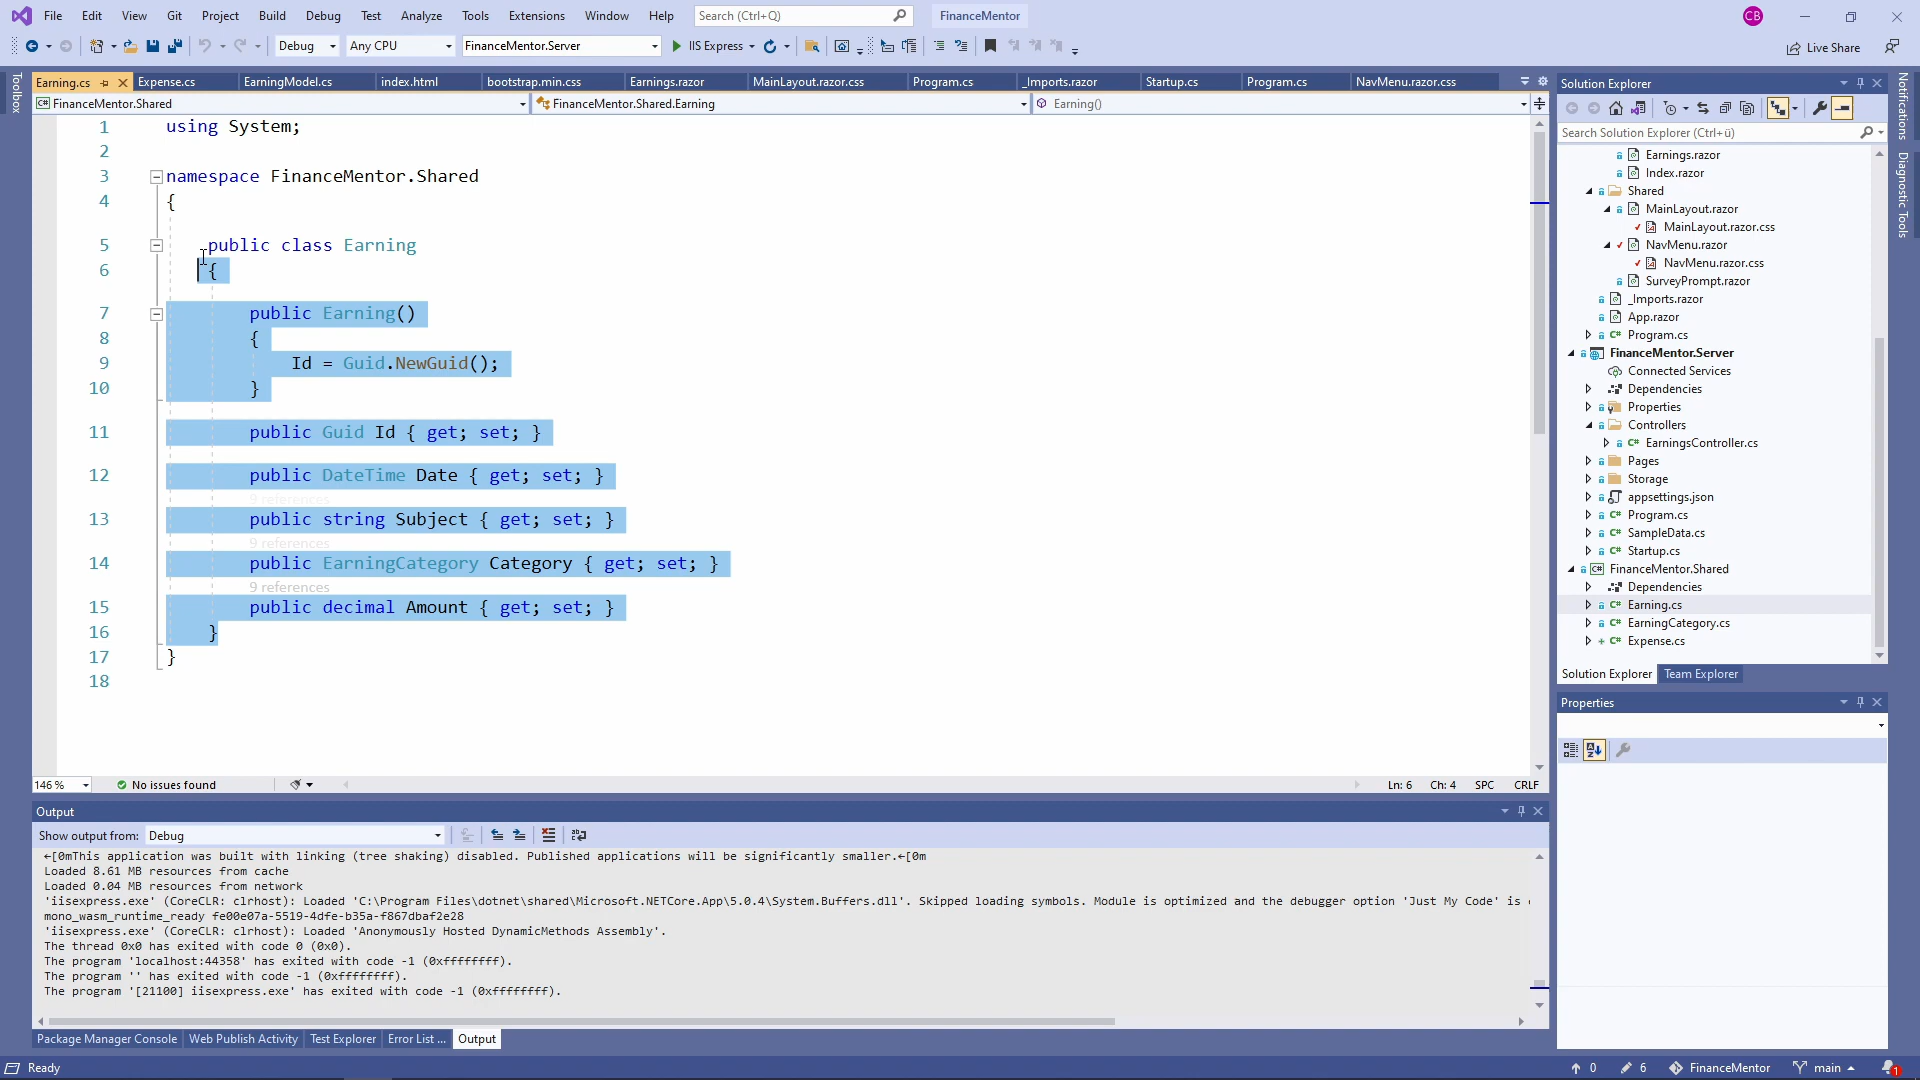 File Edit View Git Project Build Debug Test Analyze Tools Extensions Window Help Search (Ctrl+Q) FinanceMentor CB
Debug Any CPU FinanceMentor.Server IIS Express Live Share
Toolbox
Earning.cs Expense.cs EarningModel.cs index.html bootstrap.min.css Earnings.razor MainLayout.razor.css Program.cs _Imports.razor Startup.cs Program.cs NavMenu.razor.css
FinanceMentor.Shared FinanceMentor.Shared.Earning Earning()
1 using System;
2
3 namespace FinanceMentor.Shared
4 {
5 public class Earning
6 {
7 public Earning()
8 {
9 Id = Guid.NewGuid();
10 }
11 public Guid Id { get; set; }
12 public DateTime Date { get; set; }
9 references
13 public string Subject { get; set; }
9 references
14 public EarningCategory Category { get; set; }
9 references
15 public decimal Amount { get; set; }
16 }
17 }
18
146 % No issues found Ln: 6 Ch: 4 SPC CRLF
Output
Show output from: Debug
←[0mThis application was built with linking (tree shaking) disabled. Published applications will be significantly smaller.←[0m
Loaded 8.61 MB resources from cache
Loaded 0.04 MB resources from network
'iisexpress.exe' (CoreCLR: clrhost): Loaded 'C:\Program Files\dotnet\shared\Microsoft.NETCore.App\5.0.4\System.Buffers.dll'. Skipped loading symbols. Module is optimized and the debugger option 'Just My Code' is
mono_wasm_runtime_ready fe00e07a-5519-4dfe-b35a-f867dbaf2e28
'iisexpress.exe' (CoreCLR: clrhost): Loaded 'Anonymously Hosted DynamicMethods Assembly'.
The thread 0x0 has exited with code 0 (0x0).
The program 'localhost:44358' has exited with code -1 (0xffffffff).
The program '' has exited with code -1 (0xffffffff).
The program '[21100] iisexpress.exe' has exited with code -1 (0xffffffff).
Package Manager Console Web Publish Activity Test Explorer Error List ... Output
Solution Explorer
Search Solution Explorer (Ctrl+ü)
Earnings.razor
Index.razor
Shared
MainLayout.razor
MainLayout.razor.css
NavMenu.razor
NavMenu.razor.css
SurveyPrompt.razor
_Imports.razor
App.razor
Program.cs
FinanceMentor.Server
Connected Services
Dependencies
Properties
Controllers
EarningsController.cs
Pages
Storage
appsettings.json
Program.cs
SampleData.cs
Startup.cs
FinanceMentor.Shared
Dependencies
Earning.cs
EarningCategory.cs
Expense.cs
Solution Explorer Team Explorer
Properties
Notifications
Diagnostic Tools
Ready 0 6 FinanceMentor main 1